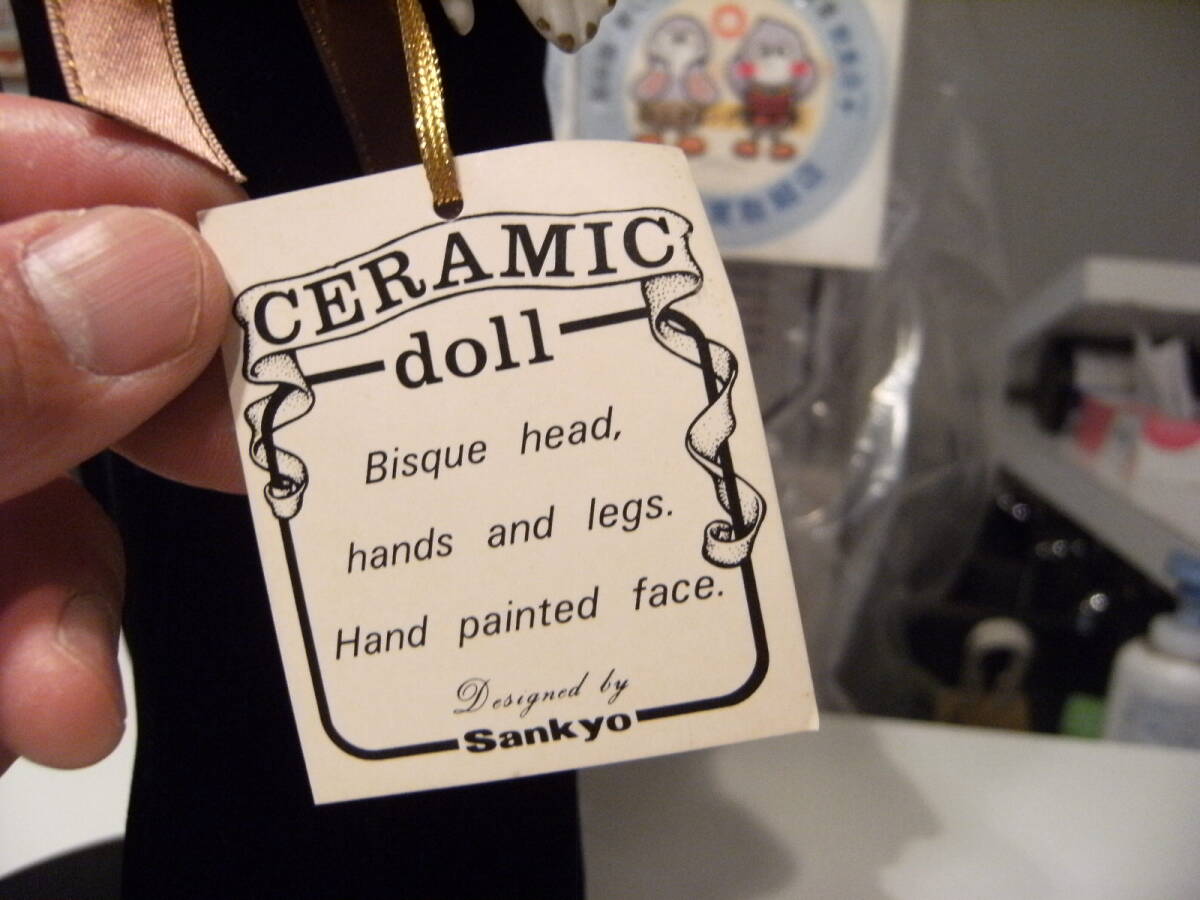 CERAMIC
doll
Bisque head,
hands and legs.
Hand painted face.
Designed by
Sankyo